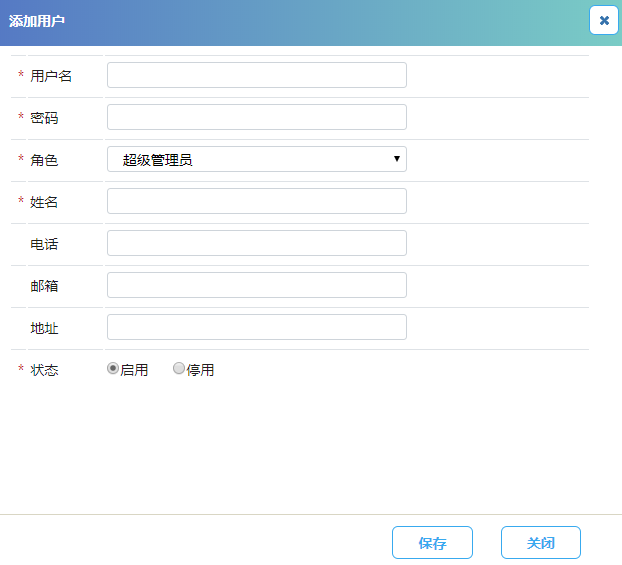 添加用户
* 用户名
* 密码
* 角色 超级管理员
* 姓名
电话
邮箱
地址
* 状态 启用 停用
保存 关闭